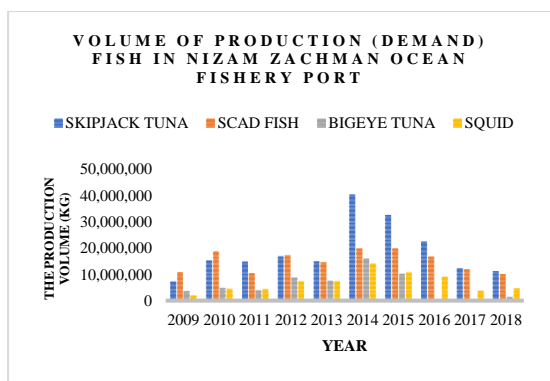 VOLUME OF PRODUCTION (DEMAND)
FISH IN NIZAM ZACHMAN OCEAN
FISHERY PORT
SKIPJACK TUNA SCAD FISH BIGEYE TUNA SQUID
THE PRODUCTION
VOLUME (KG)
50,000,000
40,000,000
30,000,000
20,000,000
10,000,000
0
2009 2010 2011 2012 2013 2014 2015 2016 2017 2018
YEAR